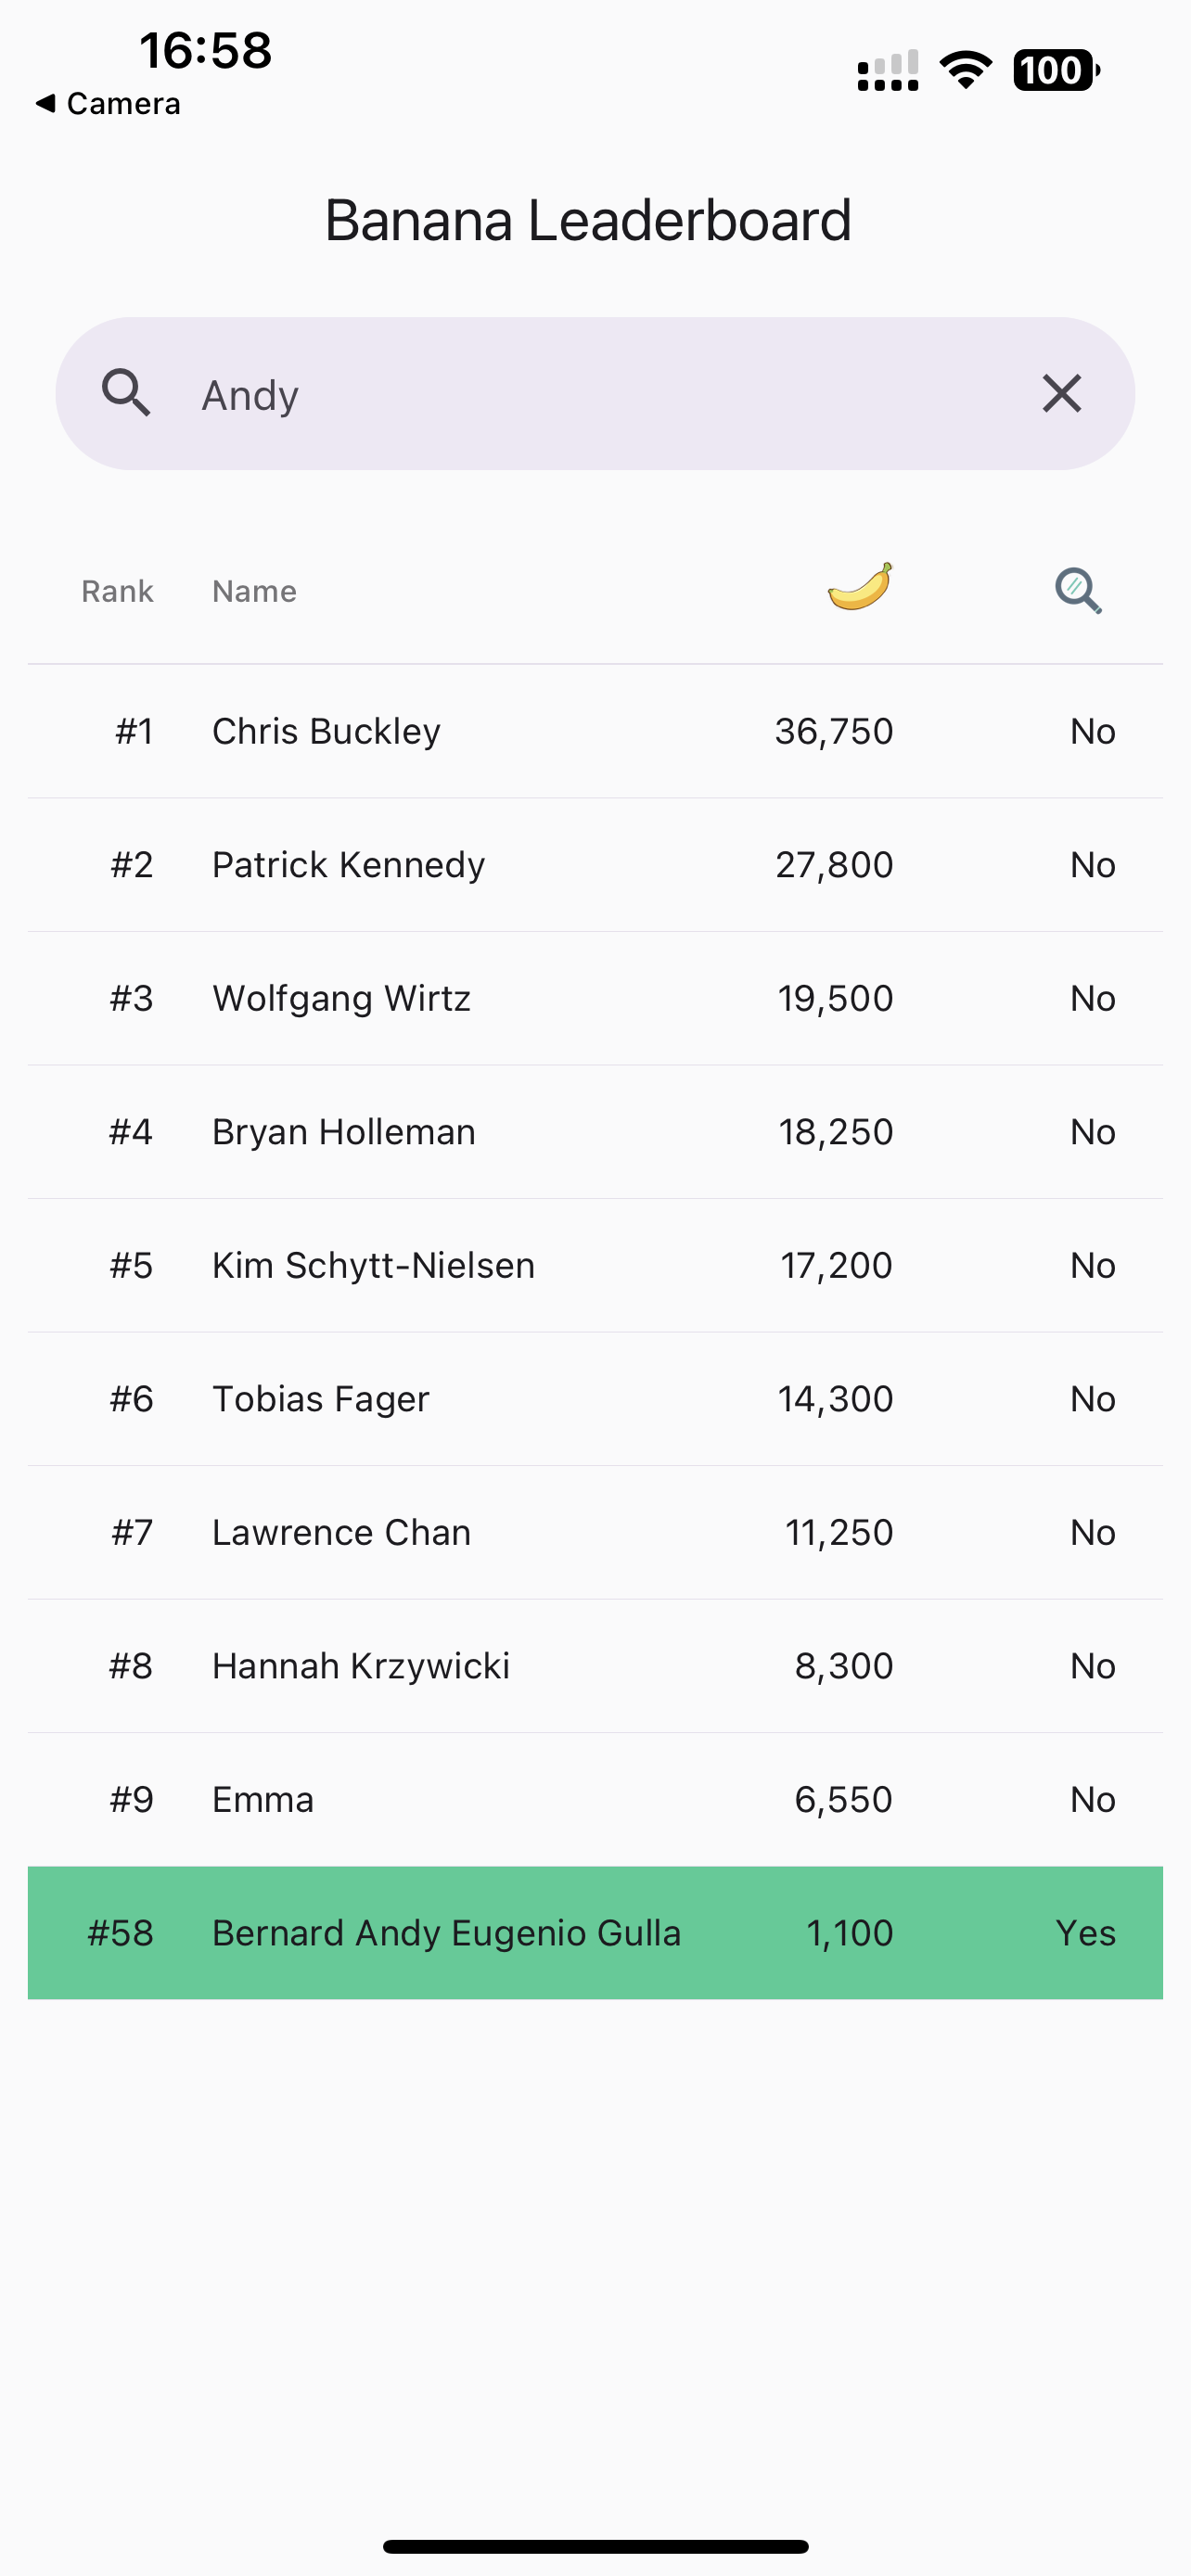 16:58
◀ Camera
100
Banana Leaderboard
Andy
Rank Name 🍌 🔍
#1 Chris Buckley 36,750 No
#2 Patrick Kennedy 27,800 No
#3 Wolfgang Wirtz 19,500 No
#4 Bryan Holleman 18,250 No
#5 Kim Schytt-Nielsen 17,200 No
#6 Tobias Fager 14,300 No
#7 Lawrence Chan 11,250 No
#8 Hannah Krzywicki 8,300 No
#9 Emma 6,550 No
#58 Bernard Andy Eugenio Gulla 1,100 Yes